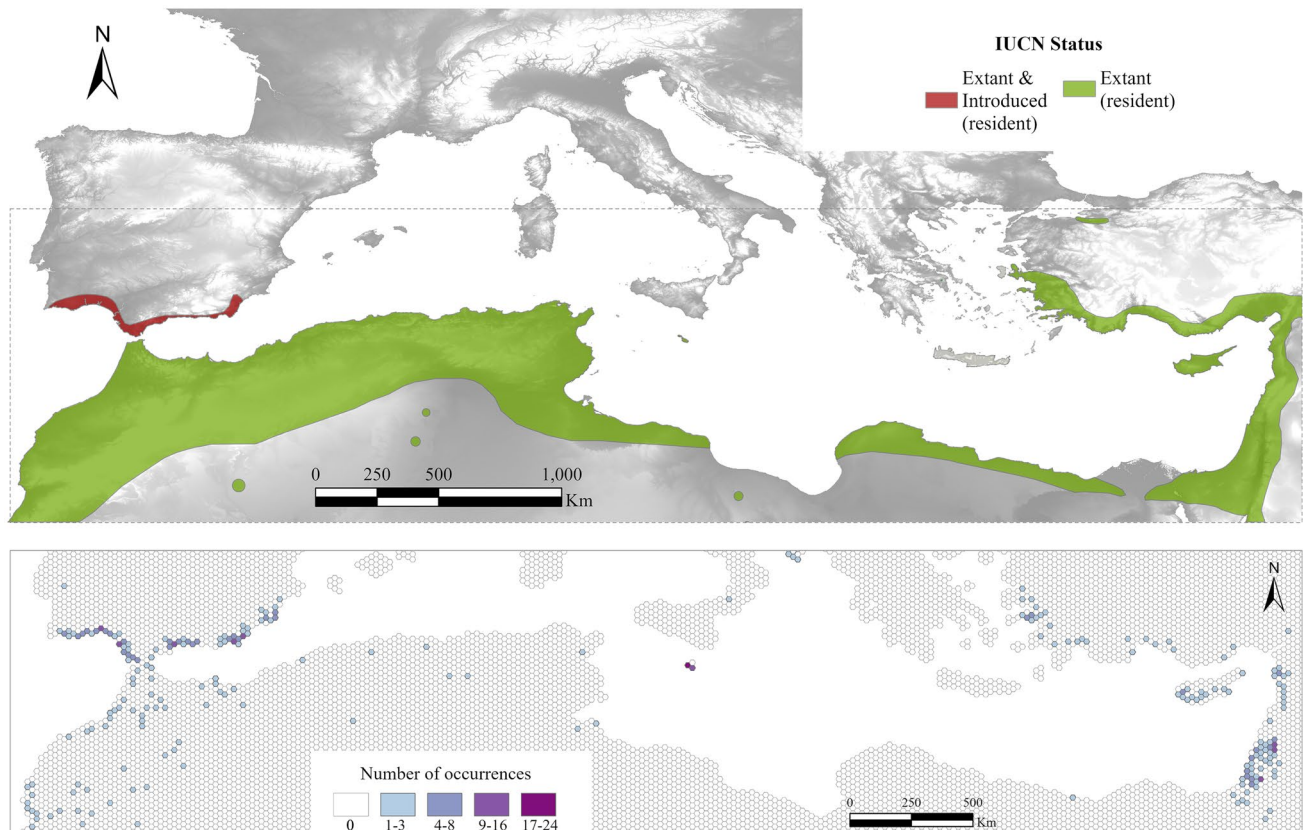 N
IUCN Status
Extant & Introduced (resident)
Extant (resident)
0 250 500 1,000
Km
N
Number of occurrences
0 1-3 4-8 9-16 17-24
0 250 500
Km